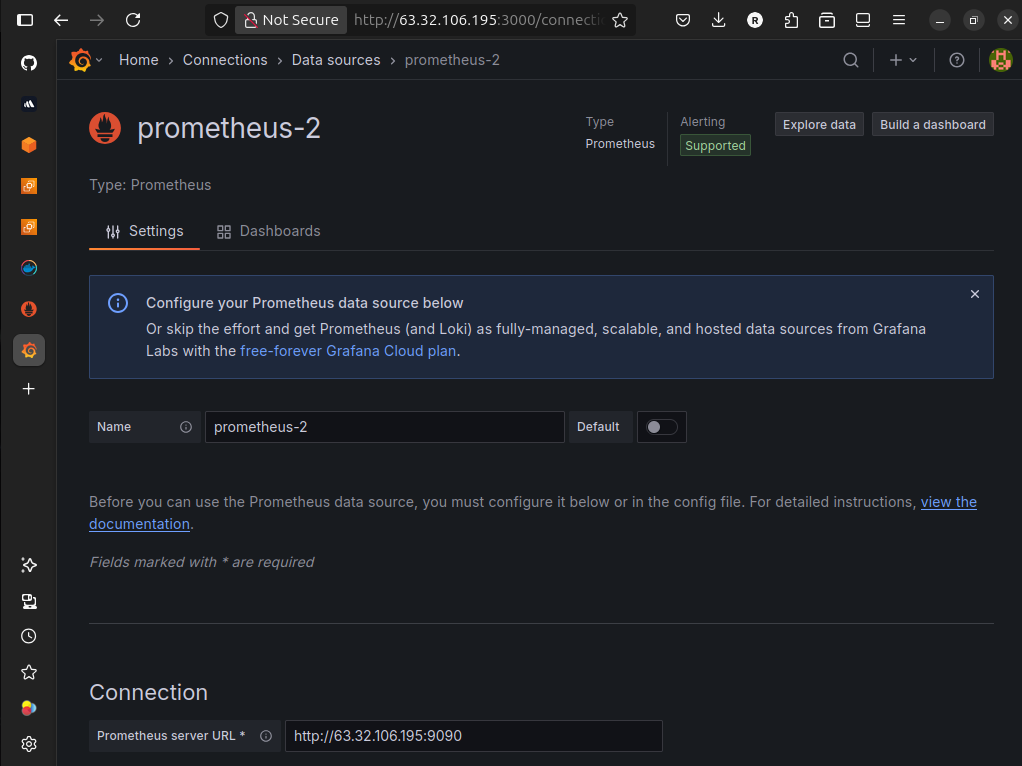 Not Secure
http://63.32.106.195:3000/connecti
R
Home › Connections › Data sources › prometheus-2
prometheus-2
Type
Prometheus
Alerting
Supported
Explore data
Build a dashboard
Type: Prometheus
Settings
Dashboards
Configure your Prometheus data source below
Or skip the effort and get Prometheus (and Loki) as fully-managed, scalable, and hosted data sources from Grafana
Labs with the free-forever Grafana Cloud plan.
Name
prometheus-2
Default
Before you can use the Prometheus data source, you must configure it below or in the config file. For detailed instructions, view the
documentation.
Fields marked with * are required
Connection
Prometheus server URL *
http://63.32.106.195:9090